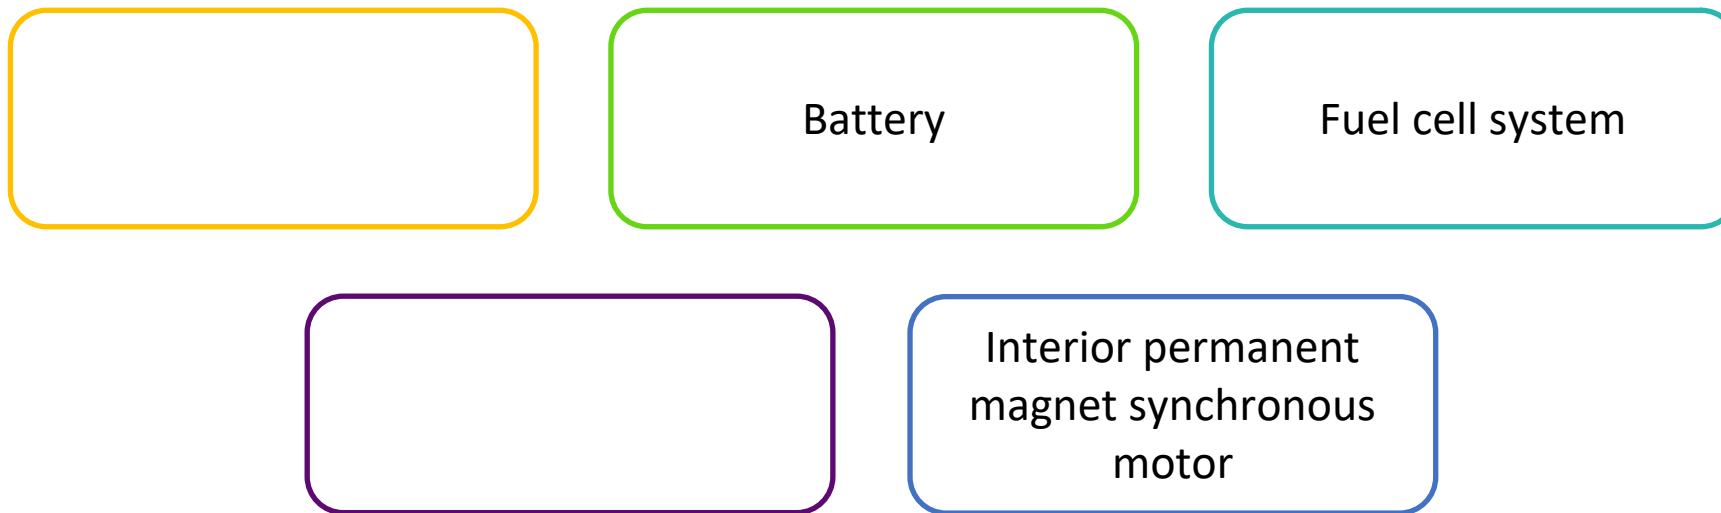 Battery
Fuel cell system
Interior permanent
magnet synchronous
motor